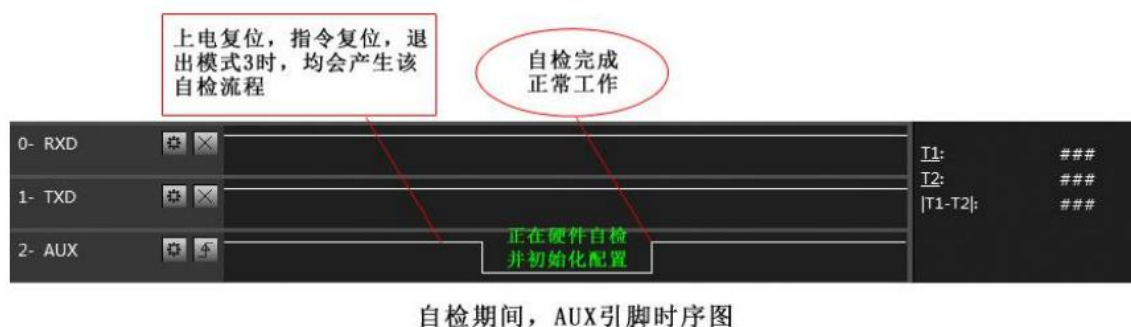 上电复位，指令复位，退
出模式3时，均会产生该
自检流程
自检完成
正常工作
0- RXD
1- TXD
2- AUX
正在硬件自检
并初始化配置
T1: ###
T2: ###
|T1-T2|: ###
自检期间，AUX引脚时序图